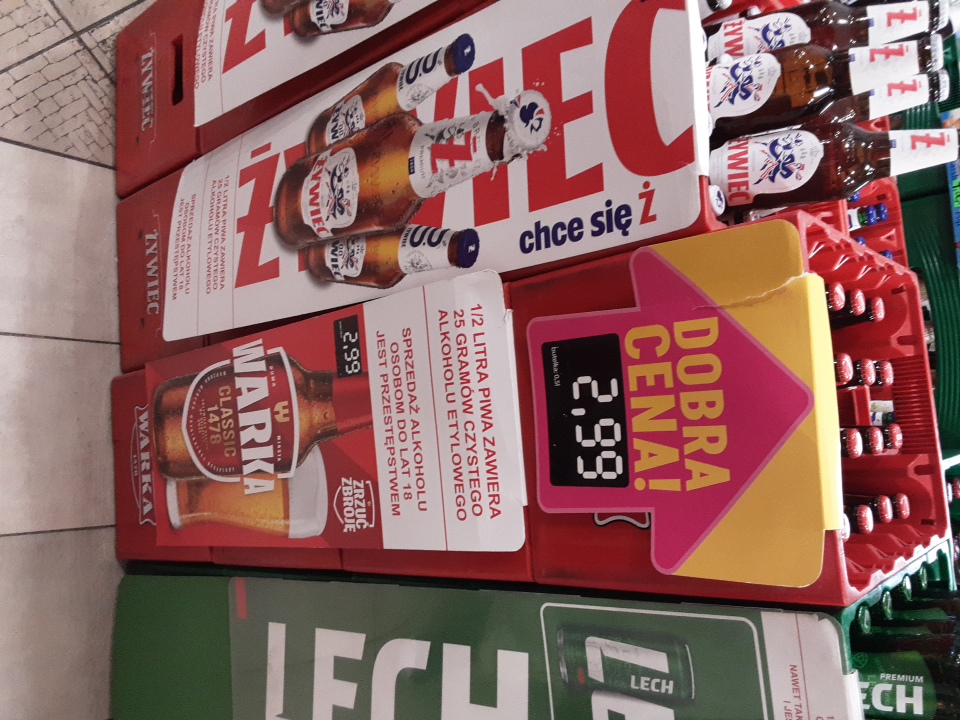 ŻYWIEC
chce się Ż
1/2 LITRA PIWA ZAWIERA
25 GRAMÓW CZYSTEGO
ALKOHOLU ETYLOWEGO
SPRZEDAŻ ALKOHOLU
OSOBOM DO LAT 18
JEST PRZESTĘPSTWEM
ŻYWIEC
ŻYWIEC
ŻYWIEC
Ż
Ż
Ż
Ż
DOBRA
CENA!
butelka 0,5l
2,99
1/2 LITRA PIWA ZAWIERA
25 GRAMÓW CZYSTEGO
ALKOHOLU ETYLOWEGO
SPRZEDAŻ ALKOHOLU
OSOBOM DO LAT 18
JEST PRZESTĘPSTWEM
2,99
ZRZUĆ
ZBROJĘ
WARKA
CLASSIC
1478
WARKA
LECH
LECH
PREMIUM
LECH